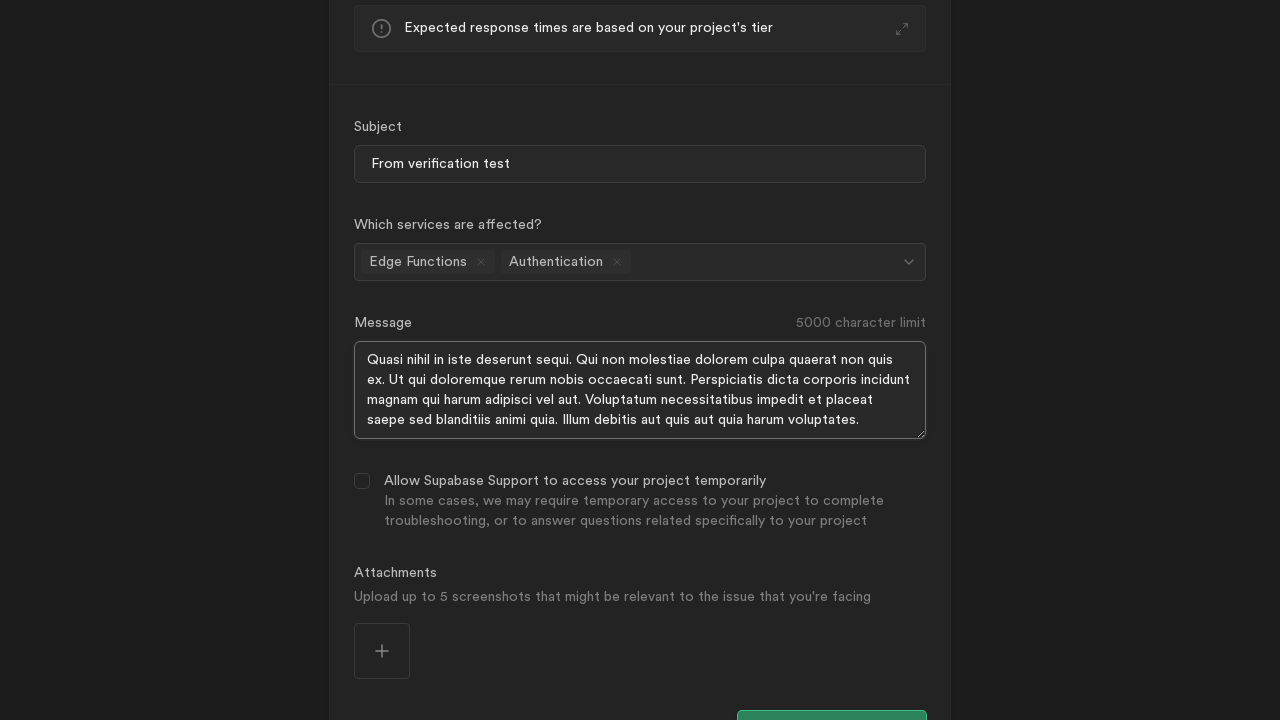 Expected response times are based on your project's tier
Subject
From verification test
Which services are affected?
Edge Functions Authentication
Message 5000 character limit
Quasi nihil in iste deserunt sequi. Qui non molestiae dolorem culpa quaerat non quis
ex. Ut qui doloremque rerum nobis occaecati sunt. Perspiciatis dicta corporis incidunt
magnam qui harum adipisci vel aut. Voluptatum necessitatibus impedit et placeat
saepe sed blanditiis animi quia. Illum debitis aut quis aut quia harum voluptates.
Allow Supabase Support to access your project temporarily
In some cases, we may require temporary access to your project to complete
troubleshooting, or to answer questions related specifically to your project
Attachments
Upload up to 5 screenshots that might be relevant to the issue that you're facing